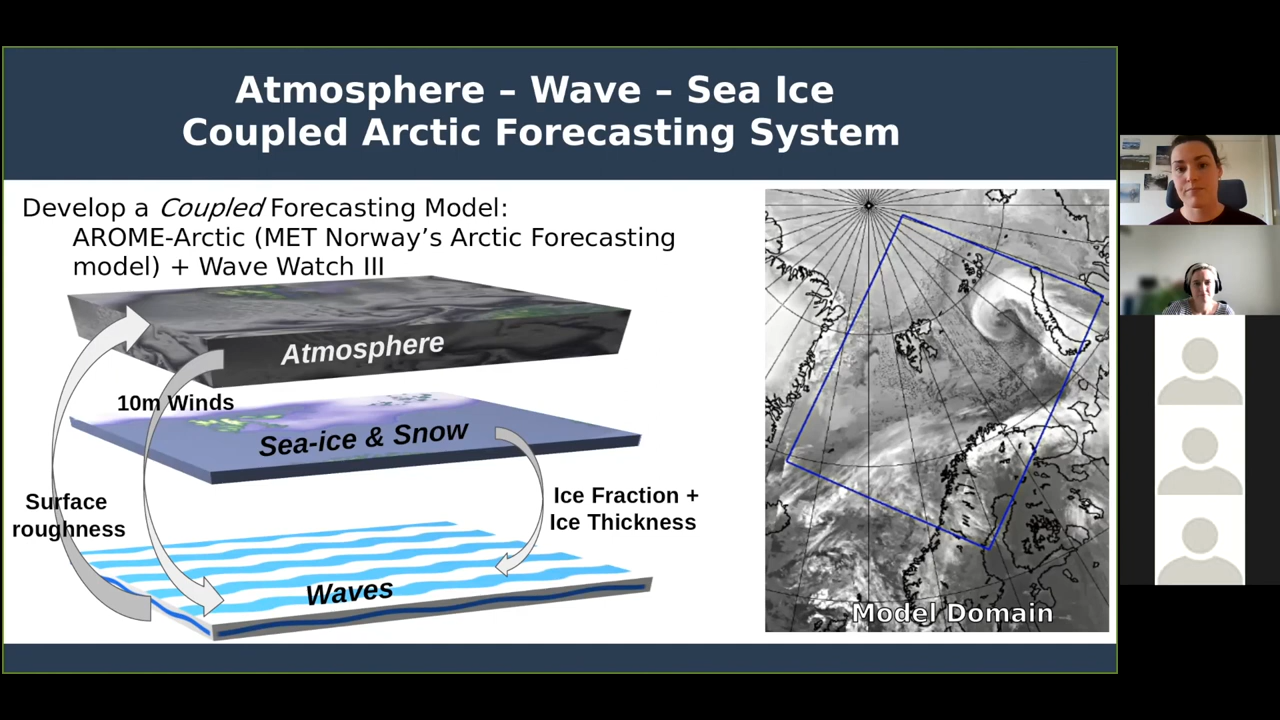 Atmosphere – Wave – Sea Ice
Coupled Arctic Forecasting System
Develop a Coupled Forecasting Model:
AROME-Arctic (MET Norway’s Arctic Forecasting
model) + Wave Watch III
Atmosphere
10m Winds
Sea-ice & Snow
Surface
roughness
Ice Fraction +
Ice Thickness
Waves
Model Domain